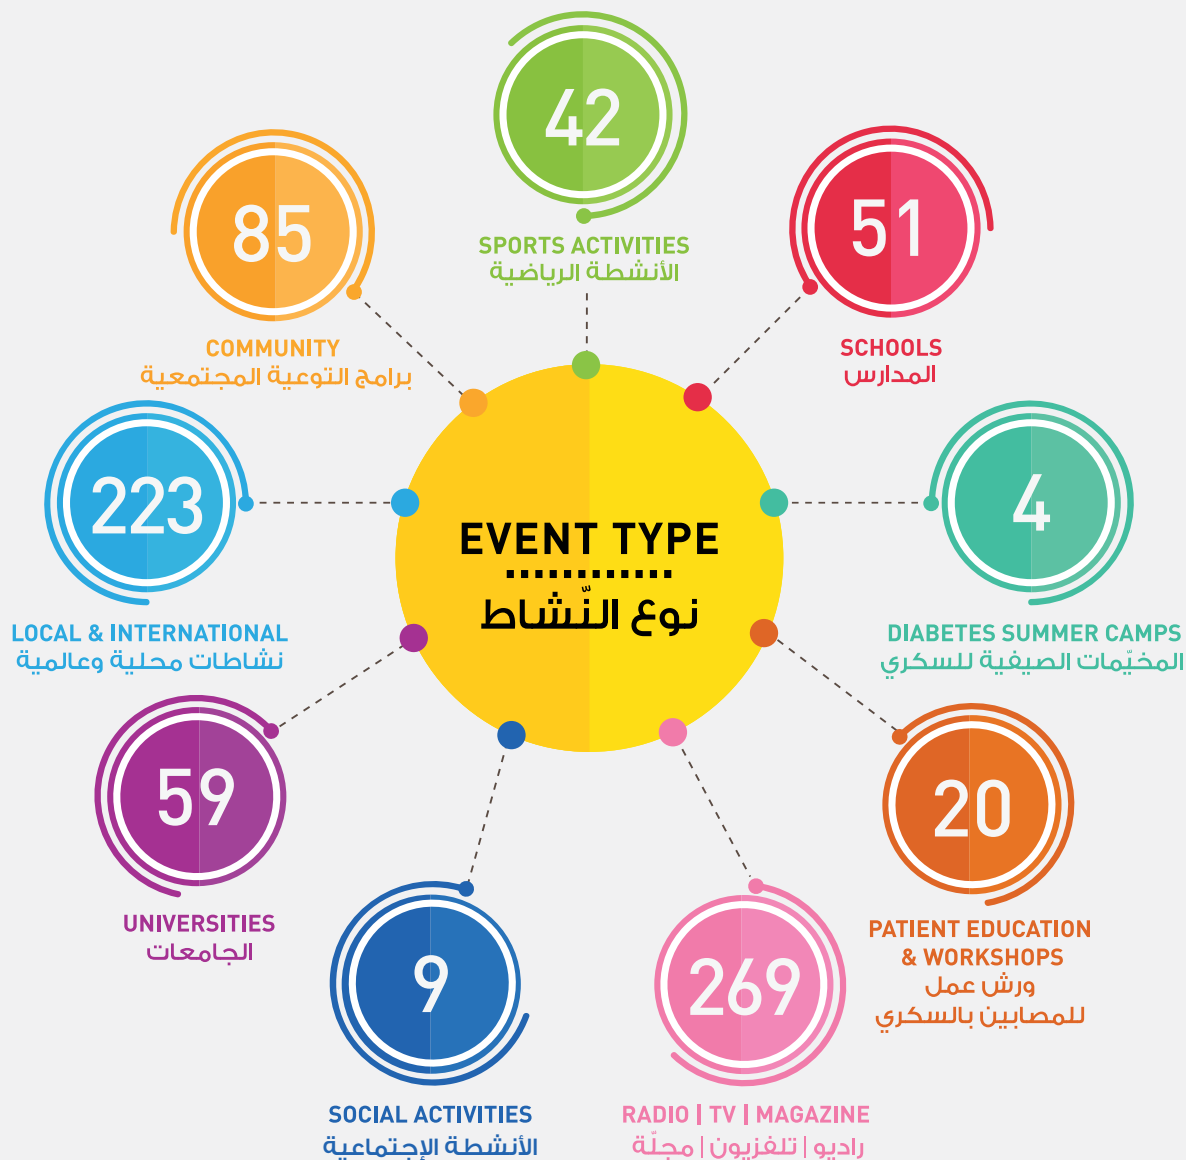 42
SPORTS ACTIVITIES
الأنشطة الرياضية
85
COMMUNITY
برامج التوعية المجتمعية
51
SCHOOLS
المدارس
223
LOCAL & INTERNATIONAL
نشاطات محلية وعالمية
EVENT TYPE
نوع النّشاط
4
DIABETES SUMMER CAMPS
المخيّمات الصيفية للسكري
59
UNIVERSITIES
الجامعات
20
PATIENT EDUCATION
& WORKSHOPS
ورش عمل
للمصابين بالسكري
9
SOCIAL ACTIVITIES
الأنشطة الإجتماعية
269
RADIO | TV | MAGAZINE
راديو | تلفزيون | مجلّة